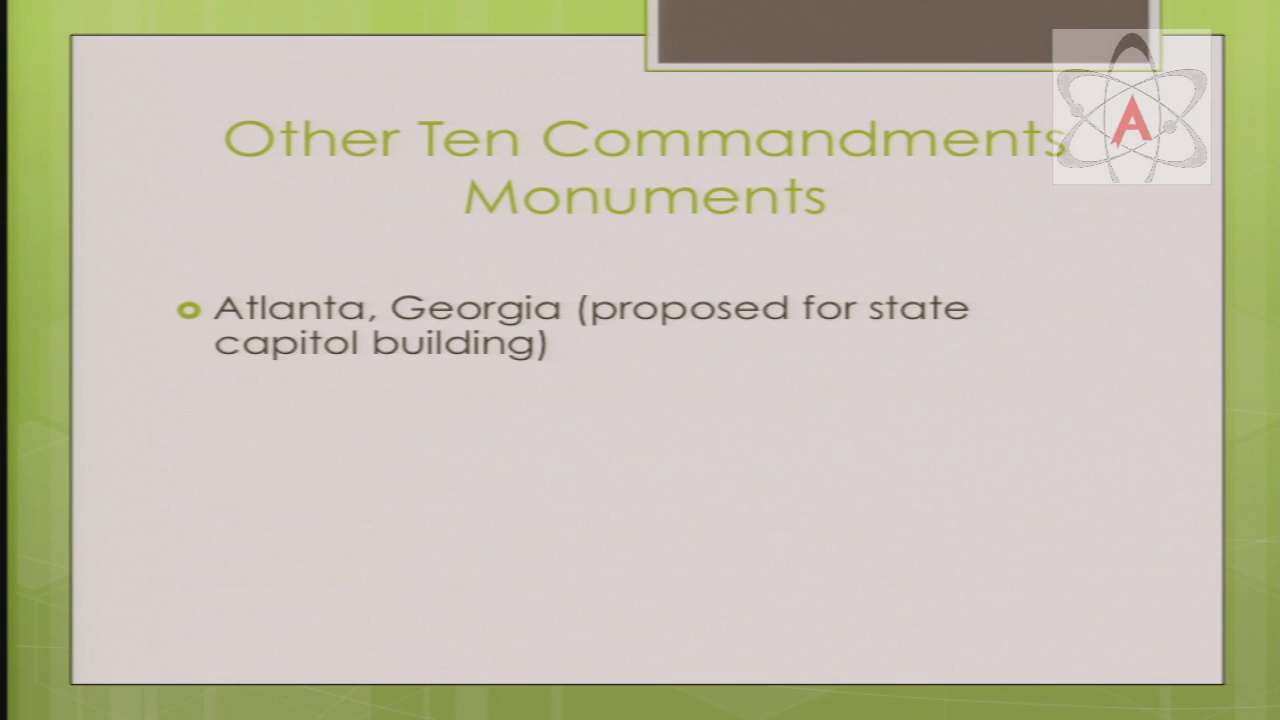 Other Ten Commandments
Monuments
Atlanta, Georgia (proposed for state
capitol building)
A